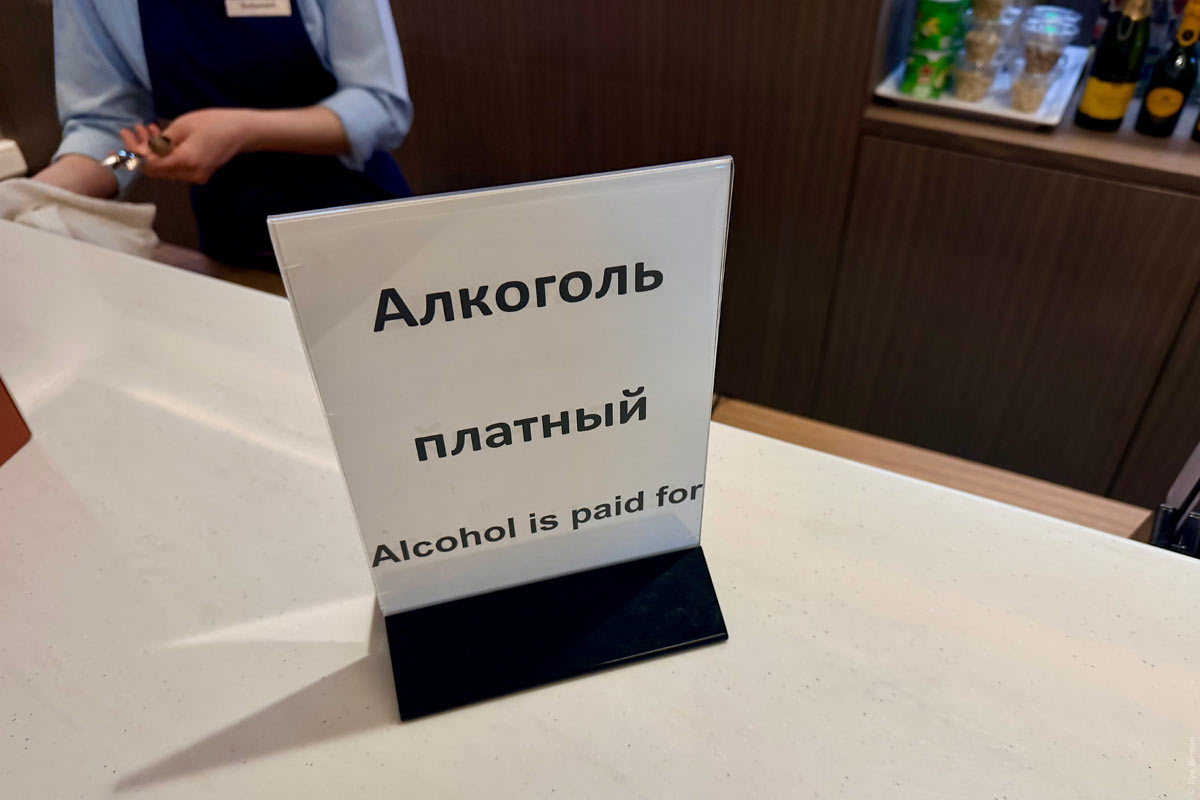 Алкоголь
платный
Alcohol is paid for